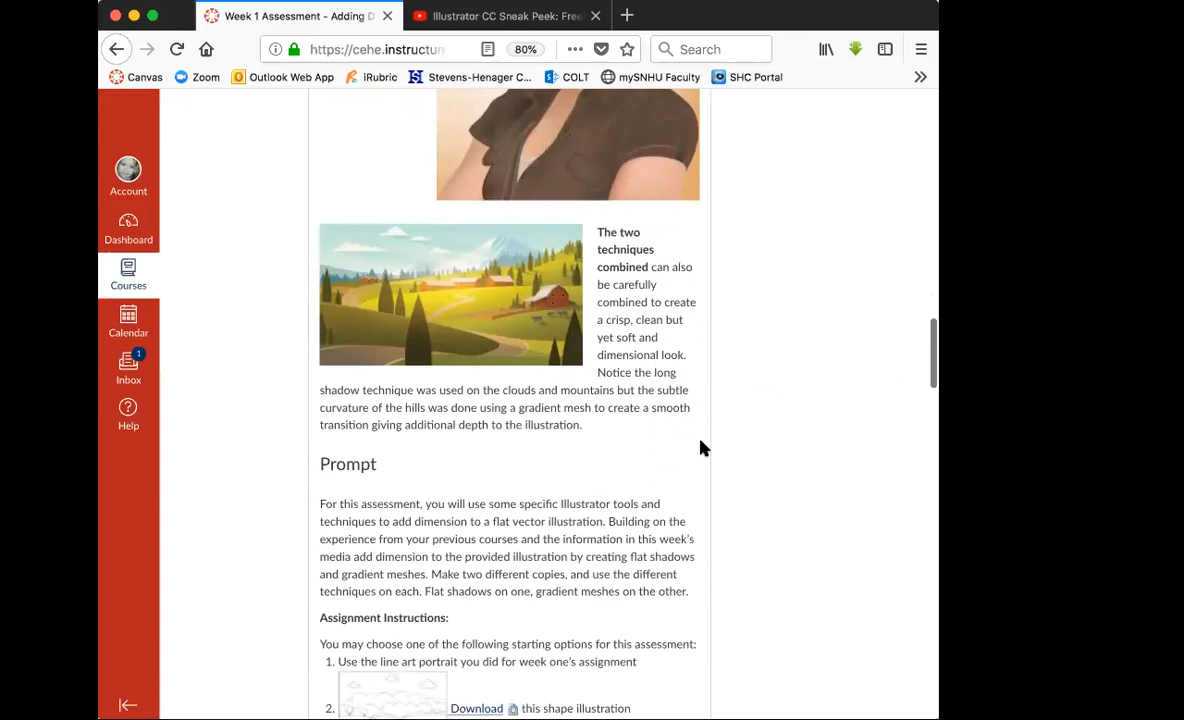 Week 1 Assessment - Adding D
Illustrator CC Sneak Peek: Free
https://cehe.instructur
80%
Search
Canvas
Zoom
Outlook Web App
iRubric
Stevens-Henager C...
COLT
mySNHU Faculty
SHC Portal
Account
Dashboard
Courses
Calendar
1
Inbox
Help
The two
techniques
combined can also
be carefully
combined to create
a crisp, clean but
yet soft and
dimensional look.
Notice the long
shadow technique was used on the clouds and mountains but the subtle
curvature of the hills was done using a gradient mesh to create a smooth
transition giving additional depth to the illustration.
Prompt
For this assessment, you will use some specific Illustrator tools and
techniques to add dimension to a flat vector illustration. Building on the
experience from your previous courses and the information in this week's
media add dimension to the provided illustration by creating flat shadows
and gradient meshes. Make two different copies, and use the different
techniques on each. Flat shadows on one, gradient meshes on the other.
Assignment Instructions:
You may choose one of the following starting options for this assessment:
1. Use the line art portrait you did for week one's assignment
2. Download this shape illustration